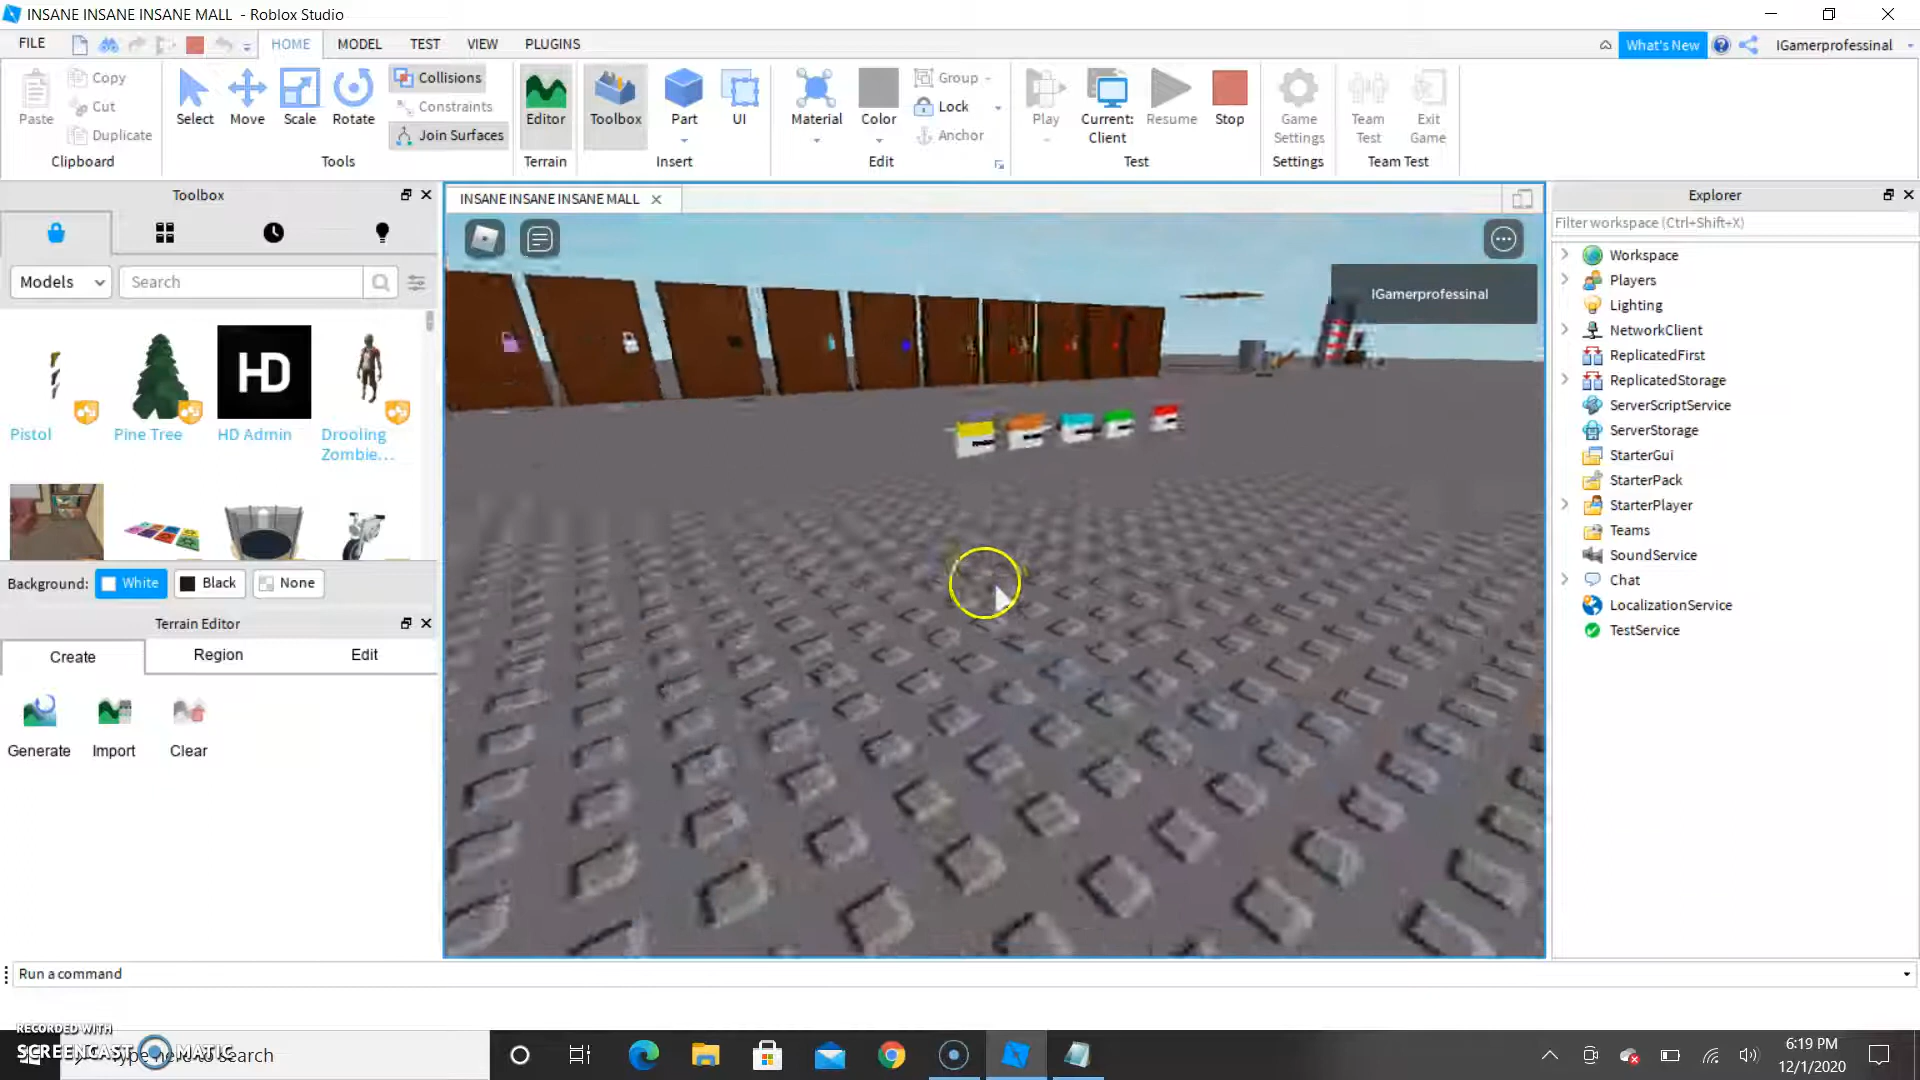 INSANE INSANE INSANE MALL - Roblox Studio
FILE HOME MODEL TEST VIEW PLUGINS What's New IGamerprofessinal
Paste Copy Cut Duplicate Clipboard
Select Move Scale Rotate Collisions Constraints Join Surfaces Tools
Editor Terrain
Toolbox Part UI Insert
Material Color Group Lock Anchor Edit
Play Current: Client Resume Stop Test
Game Settings Settings
Team Test Exit Game Team Test
Toolbox
INSANE INSANE INSANE MALL
Explorer
Filter workspace (Ctrl+Shift+X)
Models Search
HD
Pistol Pine Tree HD Admin Drooling Zombie...
Background: White Black None
Terrain Editor
Create Region Edit
Generate Import Clear
IGamerprofessinal
Workspace
Players
Lighting
NetworkClient
ReplicatedFirst
ReplicatedStorage
ServerScriptService
ServerStorage
StarterGui
StarterPack
StarterPlayer
Teams
SoundService
Chat
LocalizationService
TestService
Run a command
RECORDED WITH
SCREENCAST MATIC
Type here to search
6:19 PM
12/1/2020